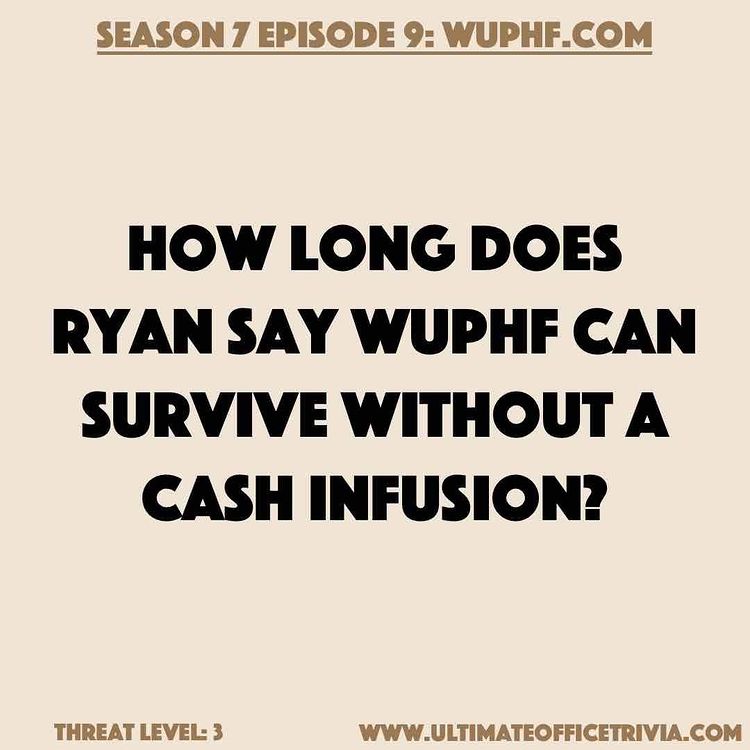 SEASON 7 EPISODE 9: WUPHF.COM
HOW LONG DOES
RYAN SAY WUPHF CAN
SURVIVE WITHOUT A
CASH INFUSION?
THREAT LEVEL: 3
WWW.ULTIMATEOFFICETRIVIA.COM